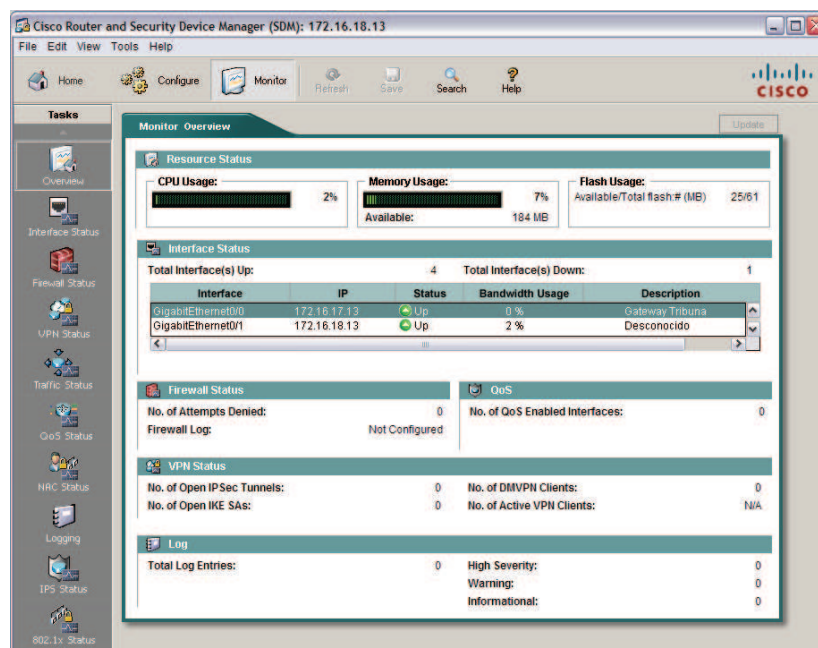 Cisco Router and Security Device Manager (SDM): 172.16.18.13
File Edit View Tools Help
Home Configure Monitor Refresh Save Search Help
CISCO
Tasks
Overview
Interface Status
Firewall Status
VPN Status
Traffic Status
QoS Status
NAC Status
Logging
IPS Status
802.1x Status
Monitor Overview Update
Resource Status
CPU Usage: Memory Usage: Flash Usage:
2% 7% Available/Total flash:# (MB) 25/61
Available: 184 MB
Interface Status
Total Interface(s) Up: 4 Total Interface(s) Down: 1
Interface IP Status Bandwidth Usage Description
GigabitEthernet0/0 172.16.17.13 Up 0 % Gateway Tribuna
GigabitEthernet0/1 172.16.18.13 Up 2 % Desconocido
Firewall Status QoS
No. of Attempts Denied: 0 No. of QoS Enabled Interfaces: 0
Firewall Log: Not Configured
VPN Status
No. of Open IPSec Tunnels: 0 No. of DMVPN Clients: 0
No. of Open IKE SAs: 0 No. of Active VPN Clients: N/A
Log
Total Log Entries: 0 High Severity: 0
Warning: 0
Informational: 0